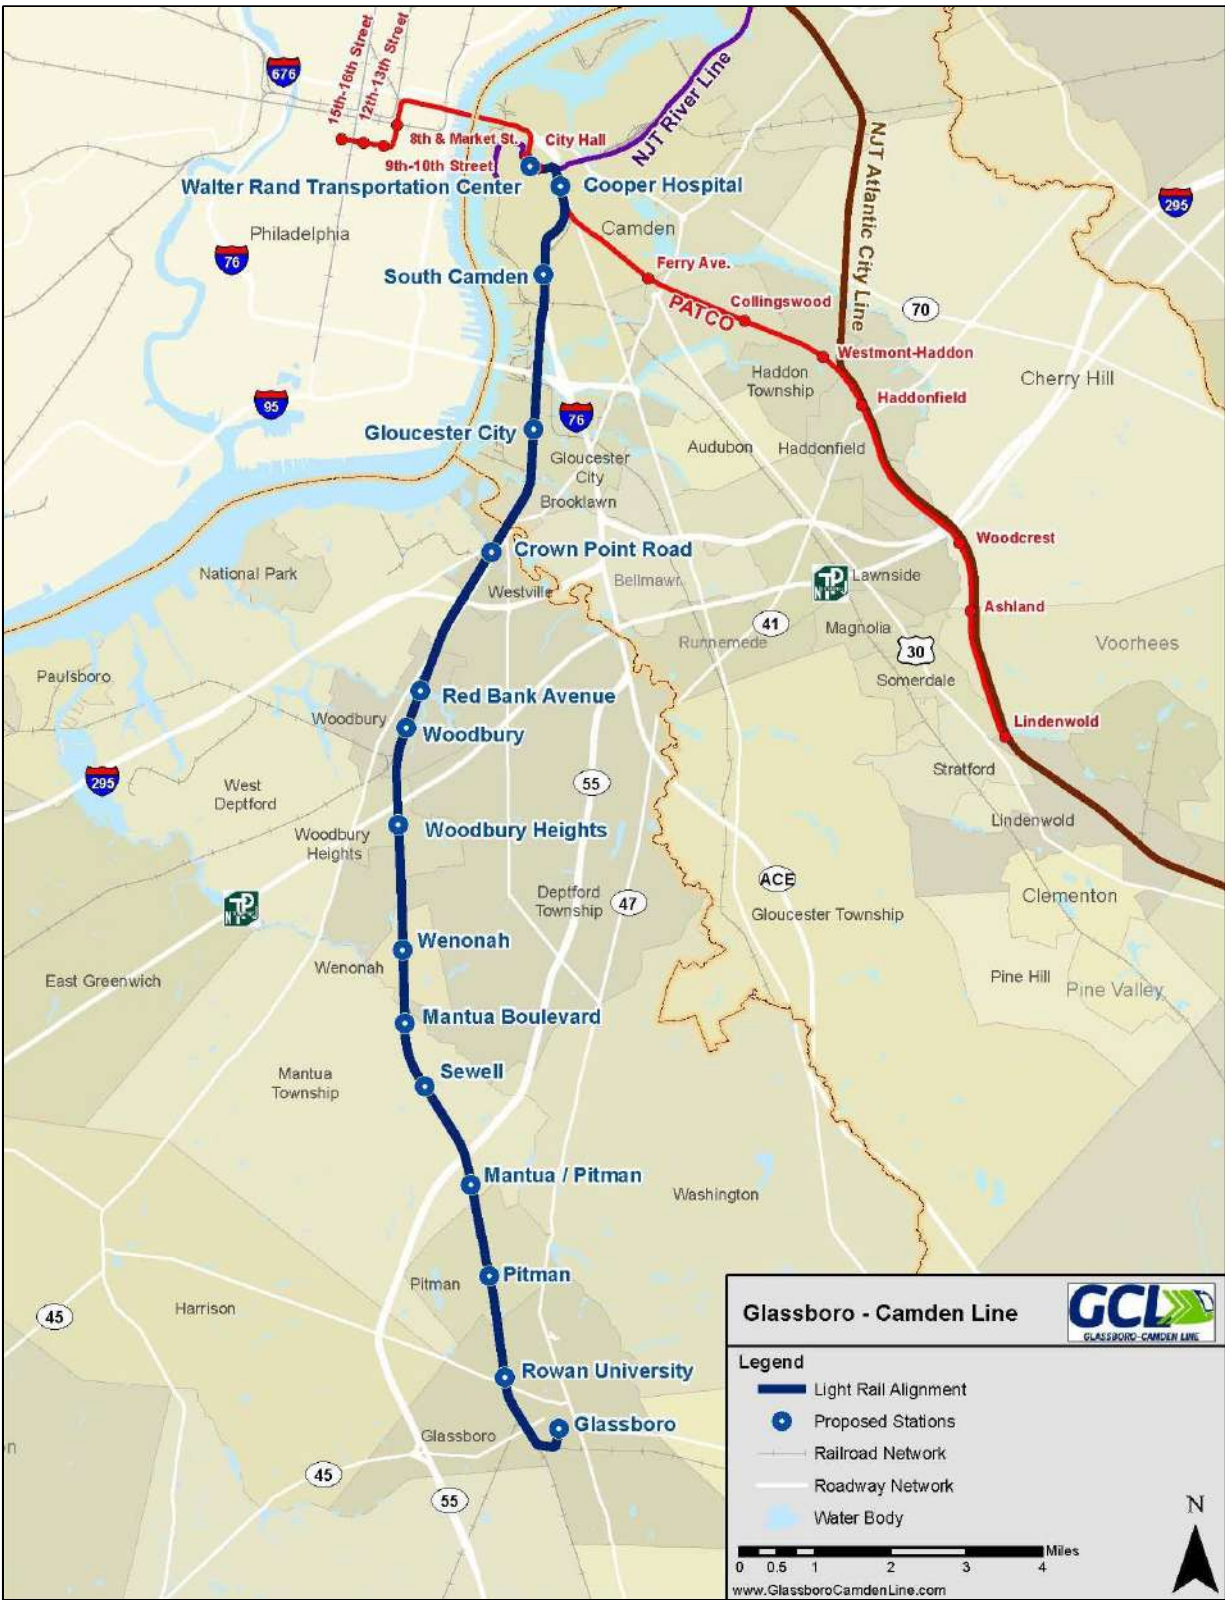 676
15th-16th Street
12th-13th Street
8th & Market St.
City Hall
9th-10th Street
NJT River Line
Walter Rand Transportation Center
Cooper Hospital
NJT Atlantic City Line
295
Philadelphia
Camden
76
South Camden
Ferry Ave.
Collingswood
PATCO
70
Westmont-Haddon
Haddon
Township
Cherry Hill
95
76
Haddonfield
Gloucester City
Gloucester
City
Audubon
Haddonfield
Brooklawn
Crown Point Road
Woodcrest
National Park
Westville
Bellmawr
Lawnside
Ashland
41
Magnolia
Runnemede
30
Voorhees
Paulsboro
Somerdale
Red Bank Avenue
Woodbury
Woodbury
Lindenwold
295
West
Deptford
55
Stratford
Woodbury Heights
Woodbury
Heights
Lindenwold
ACE
Deptford
Township
47
Gloucester Township
Clementon
Wenonah
Wenonah
East Greenwich
Pine Hill
Pine Valley
Mantua Boulevard
Sewell
Mantua
Township
Mantua / Pitman
Washington
Pitman
Pitman
Harrison
45
Rowan University
Glassboro
Glassboro
45
55
Glassboro - Camden Line
GCL
GLASSBORO-CAMDEN LINE
Legend
Light Rail Alignment
Proposed Stations
Railroad Network
Roadway Network
Water Body
N
Miles
0 0.5 1 2 3 4
www.GlassboroCamdenLine.com